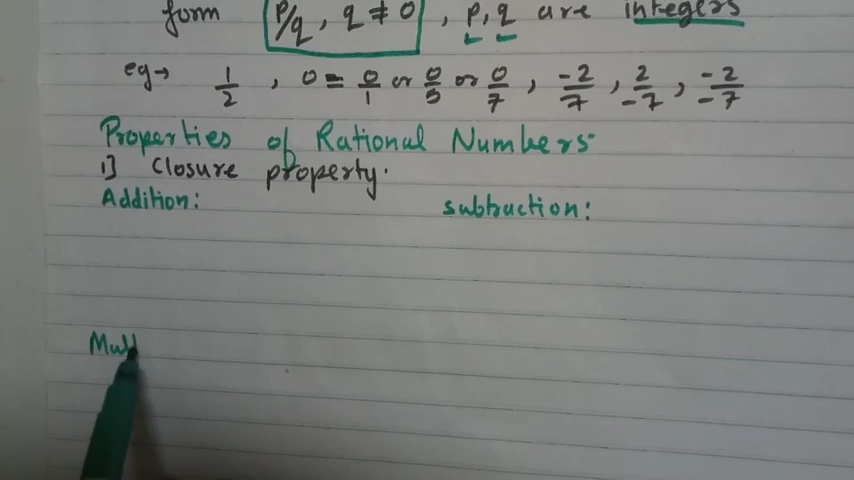 form p/q, q ≠ 0, p, q are integers
eg→ 1/2, 0 = 0/1 or 0/5 or 0/7, -2/7, 2/-7, -2/-7
Properties of Rational Numbers
1] Closure property.
Addition: subtraction:
Mul